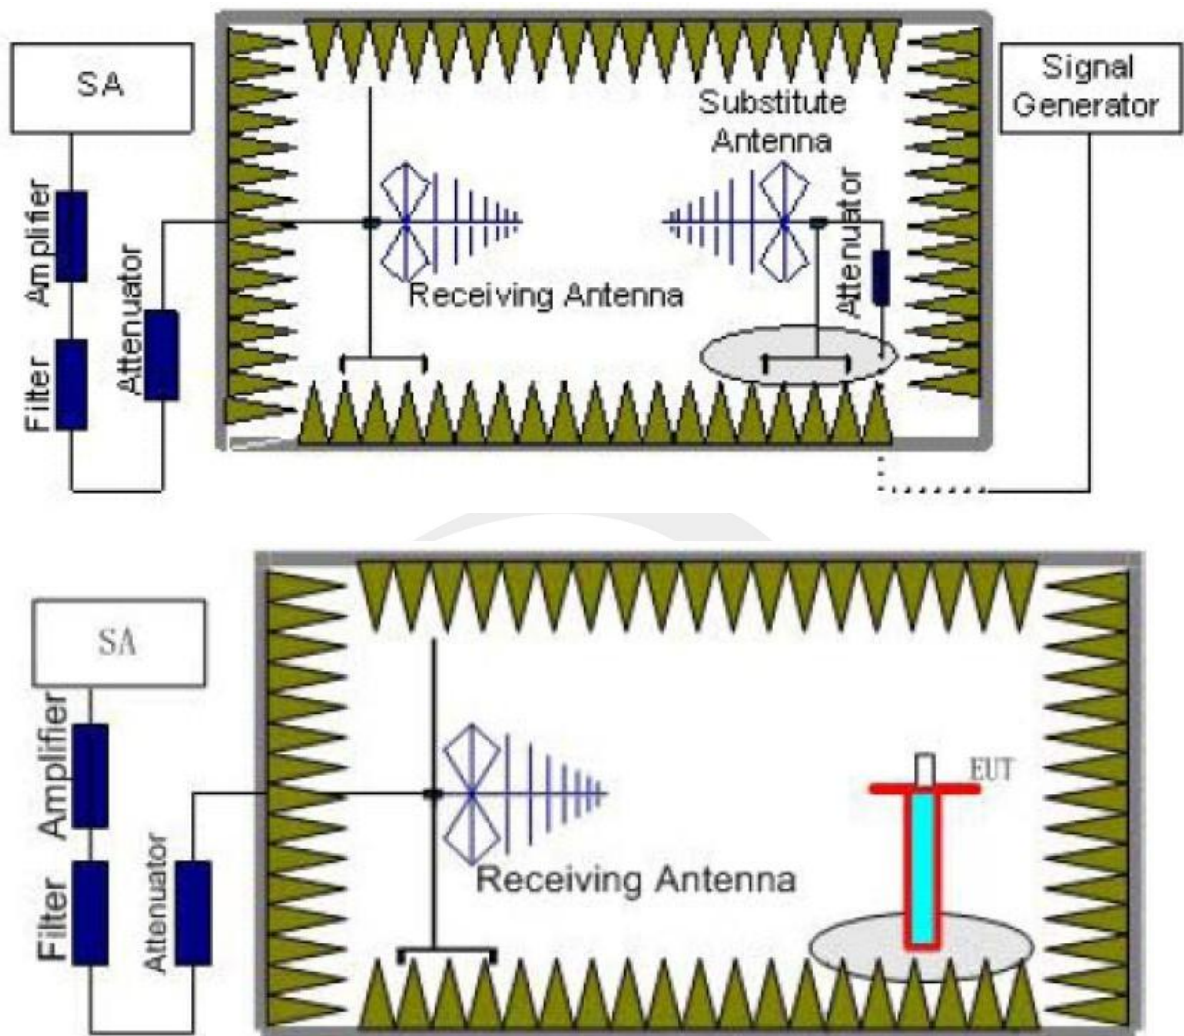 SA
Signal
Generator
Substitute
Antenna
Amplifier
Attenuator
Attenuator
Filter
Receiving Antenna
SA
Amplifier
EUT
Receiving Antenna
Filter
Attenuator